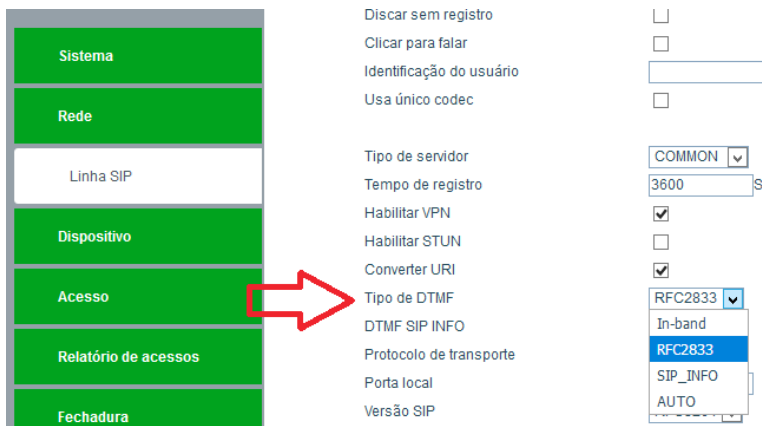 Sistema
Rede
Linha SIP
Dispositivo
Acesso
Relatório de acessos
Fechadura
Discar sem registro
Clicar para falar
Identificação do usuário
Usa único codec
Tipo de servidor COMMON
Tempo de registro 3600 S
Habilitar VPN
Habilitar STUN
Converter URI
Tipo de DTMF RFC2833
In-band
DTMF SIP INFO
RFC2833
Protocolo de transporte
SIP_INFO
Porta local
AUTO
Versão SIP